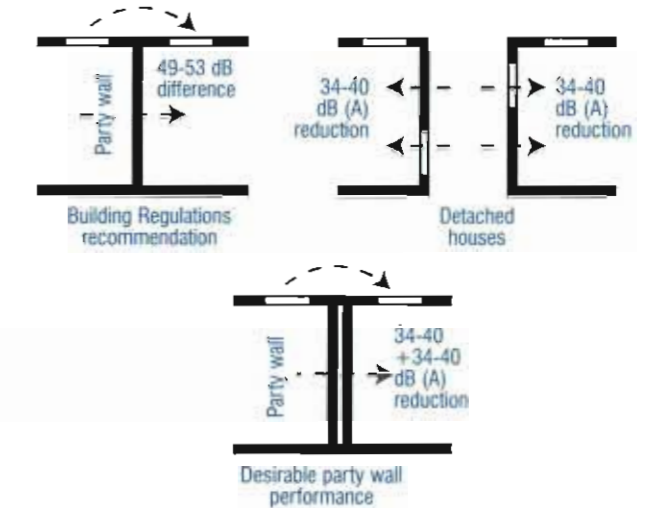 Party wall
49-53 dB
difference
Building Regulations
recommendation
34-40
dB (A)
reduction
34-40
dB (A)
reduction
Detached
houses
Party wall
34-40
+34-40
dB (A)
reduction
Desirable party wall
performance